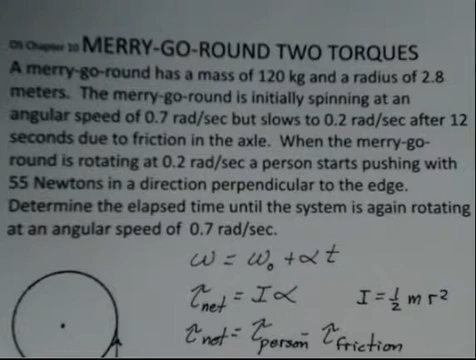 OS Chapter 10 MERRY-GO-ROUND TWO TORQUES
A merry-go-round has a mass of 120 kg and a radius of 2.8
meters. The merry-go-round is initially spinning at an
angular speed of 0.7 rad/sec but slows to 0.2 rad/sec after 12
seconds due to friction in the axle. When the merry-go-
round is rotating at 0.2 rad/sec a person starts pushing with
55 Newtons in a direction perpendicular to the edge.
Determine the elapsed time until the system is again rotating
at an angular speed of 0.7 rad/sec.
ω = ω₀ + αt
τnet = Iα I = ½ m r²
τnet = τperson - τfriction